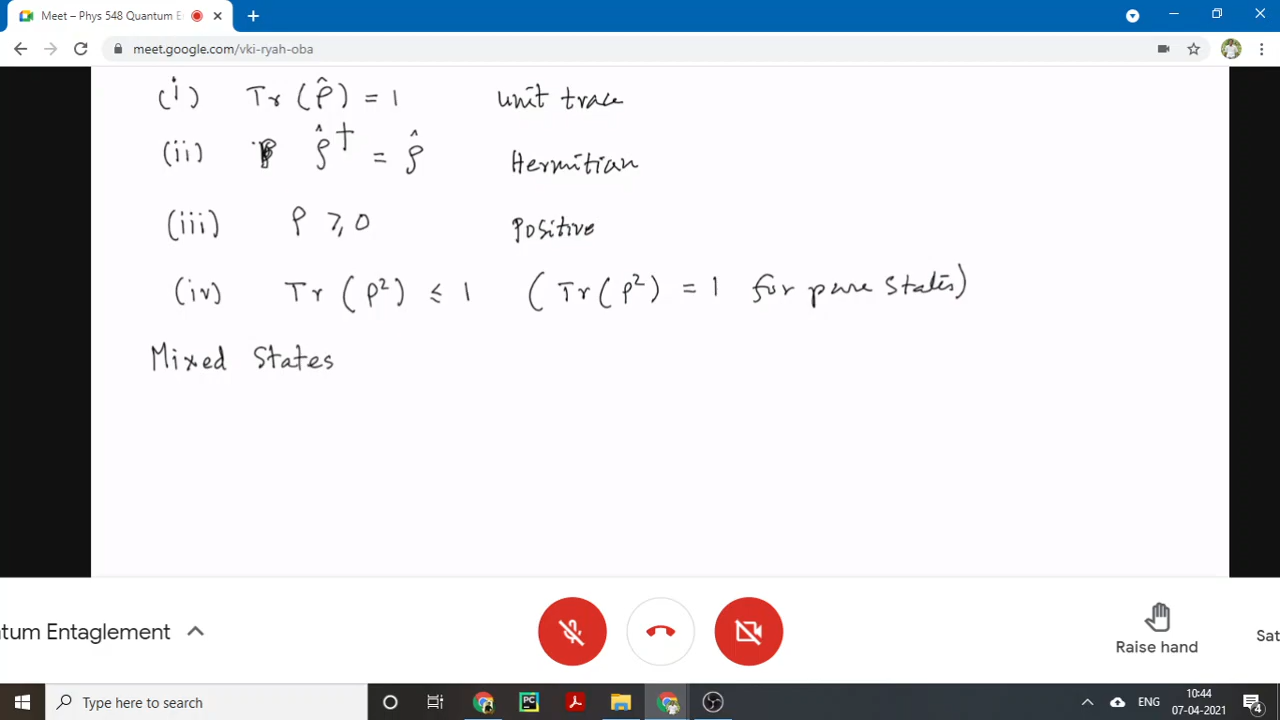 Meet – Phys 548 Quantum E
meet.google.com/vki-ryah-oba
(i) Tr (ρ̂) = 1 unit trace
(ii) ρ̂† = ρ̂ Hermitian
(iii) ρ ⩾ 0 Positive
(iv) Tr (ρ²) ≤ 1 (Tr(ρ²) = 1 for pure states)
Mixed States
ntum Entaglement
Raise hand
Sat
Type here to search
ENG
10:44
07-04-2021
4